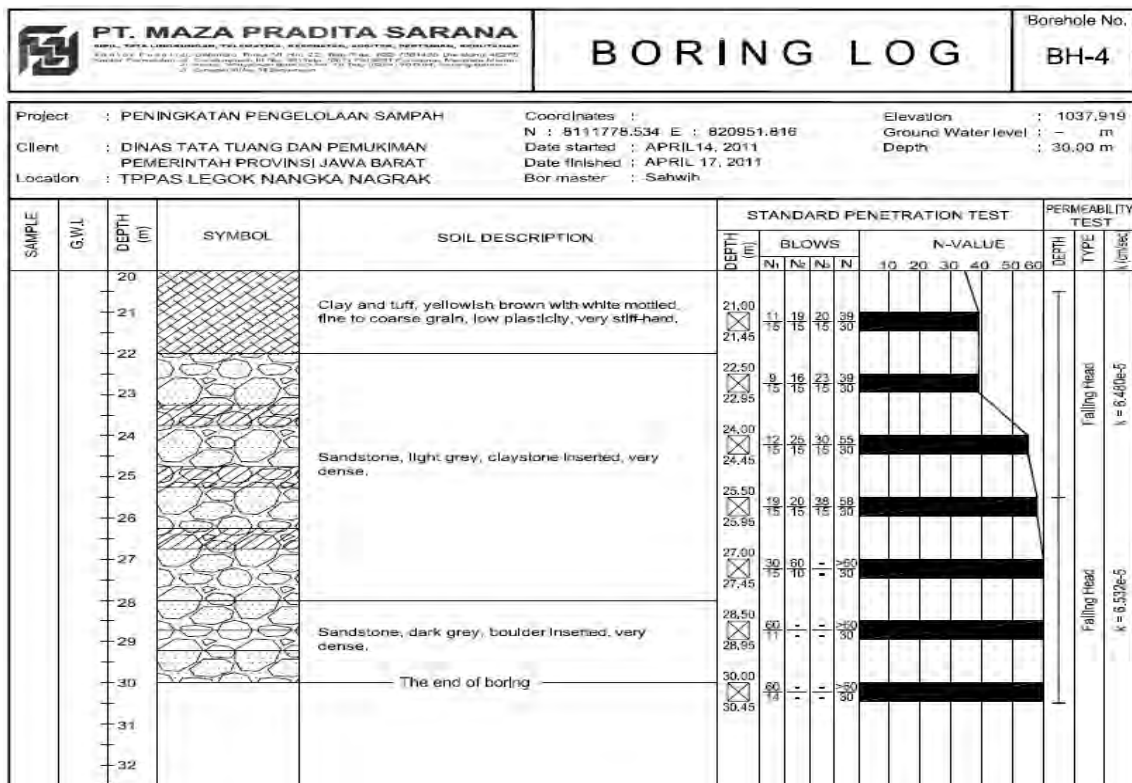 PT. MAZA PRADITA SARANA
BORING LOG
Borehole No.
BH-4
Project : PENINGKATAN PENGELOLAAN SAMPAH
Client : DINAS TATA TUANG DAN PEMUKIMAN
PEMERINTAH PROVINSI JAWA BARAT
Location : TPPAS LEGOK NANGKA NAGRAK
Coordinates :
N : 8111778.534 E : 820951.816
Date started : APRIL14, 2011
Date finished : APRIL 17, 2011
Bor master : Sahwih
Elevation : 1037,919
Ground Water level : – m
Depth : 30.00 m
SAMPLE
G.W.L
DEPTH (m)
SYMBOL
SOIL DESCRIPTION
STANDARD PENETRATION TEST
DEPTH (m)
BLOWS
N₁ N₂ N₃ N
N-VALUE
10 20 30 40 50 60
PERMEABILITY TEST
DEPTH
TYPE
k (cm/sec)
20
21
22
23
24
25
26
27
28
29
30
31
32
Clay and tuff, yellowish brown with white mottled,
fine to coarse grain, low plasticity, very stiff-hard.
Sandstone, light grey, claystone inserted, very
dense.
Sandstone, dark grey, boulder inserted, very
dense.
The end of boring
21,00
11 19 20 39
15 15 15 30
21,45
22.50
9 16 23 39
15 15 15 30
22.95
24.00
12 25 30 55
15 15 15 30
24.45
25.50
19 20 38 58
15 15 15 30
25.95
27.00
30 60 - >60
15 10 - 30
27.45
28.50
60 - - >60
11 - - 30
28.95
30.00
60 - - >60
14 - - 30
30.45
Falling Head
k = 6.480e-5
Falling Head
k = 6.532e-5